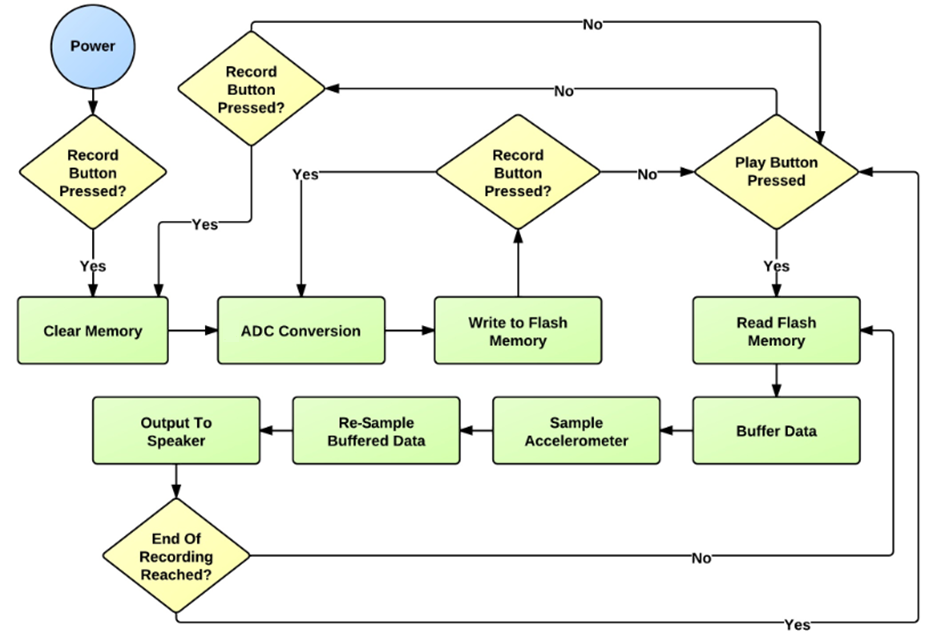 No
Power
Record
Button
Pressed?
No
Record
Button
Pressed?
Record
Button
Pressed?
Play Button
Pressed
Yes
No
Yes
Yes
Yes
Clear Memory
ADC Conversion
Write to Flash
Memory
Read Flash
Memory
Output To
Speaker
Re-Sample
Buffered Data
Sample
Accelerometer
Buffer Data
End Of
Recording
Reached?
No
Yes